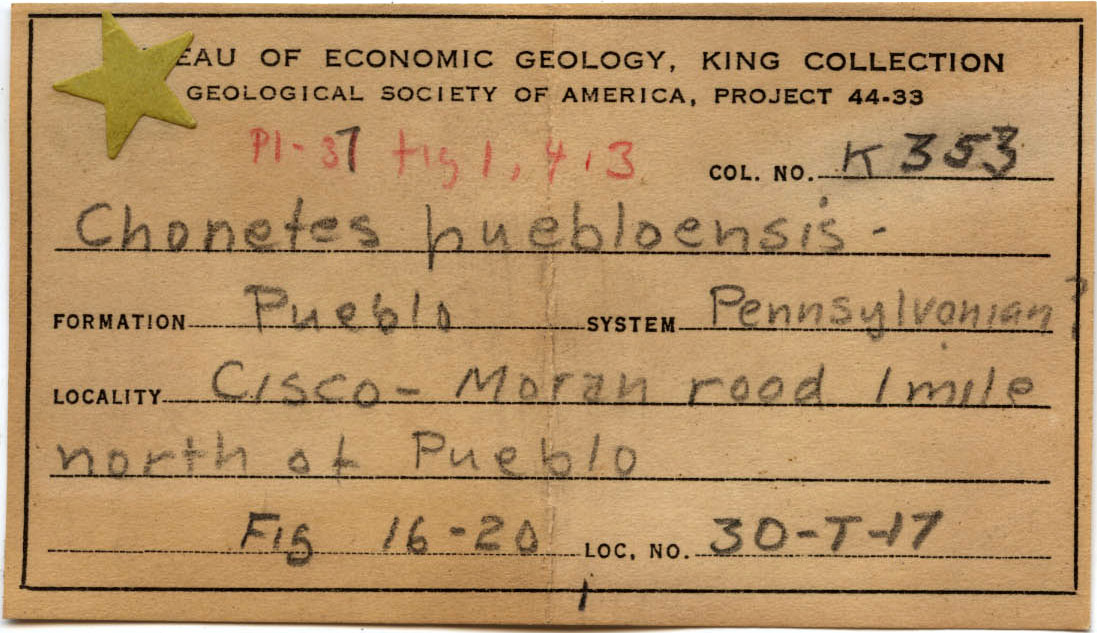 EAU OF ECONOMIC GEOLOGY, KING COLLECTION
GEOLOGICAL SOCIETY OF AMERICA, PROJECT 44-33
Pl-37 fig 1, 4, 3 COL. NO. K 353
Chonetes puebloensis -
FORMATION Pueblo SYSTEM Pennsylvanian?
LOCALITY Cisco - Moran road 1 mile
north of Pueblo
Fig 16-20 LOC, NO. 30-T-17